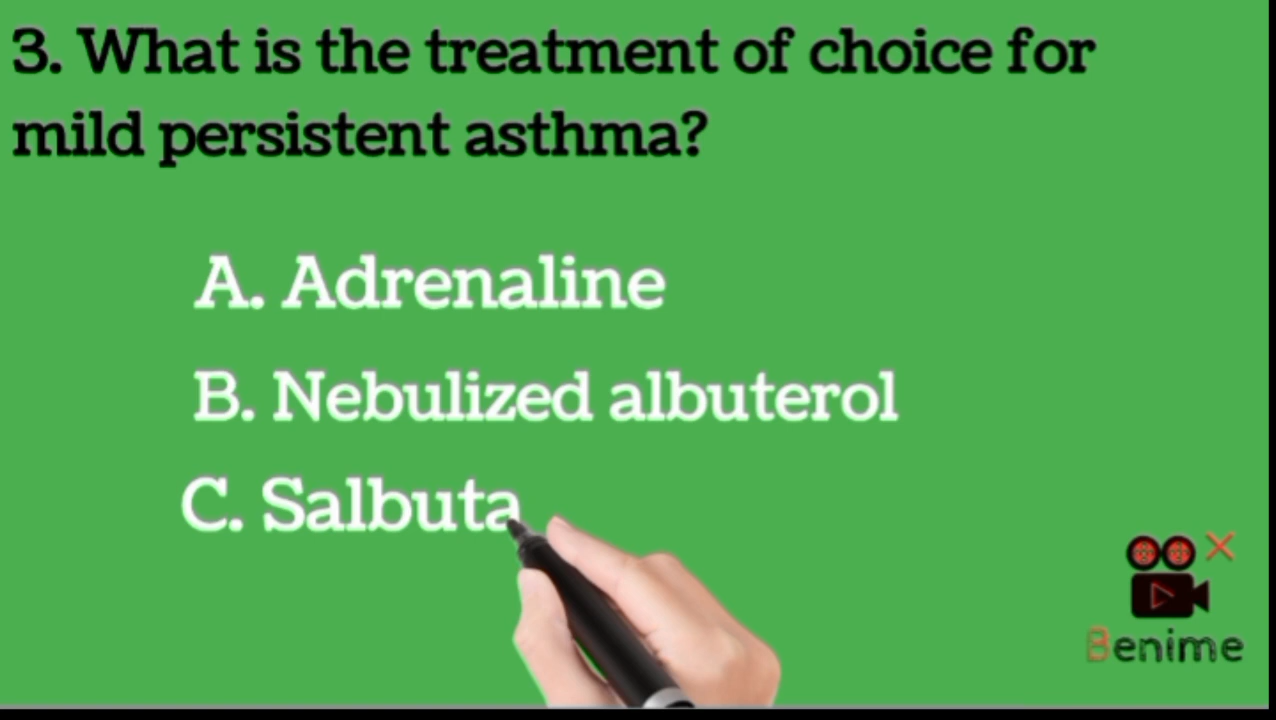 3. What is the treatment of choice for
mild persistent asthma?
A. Adrenaline
B. Nebulized albuterol
C. Salbuta
Benime